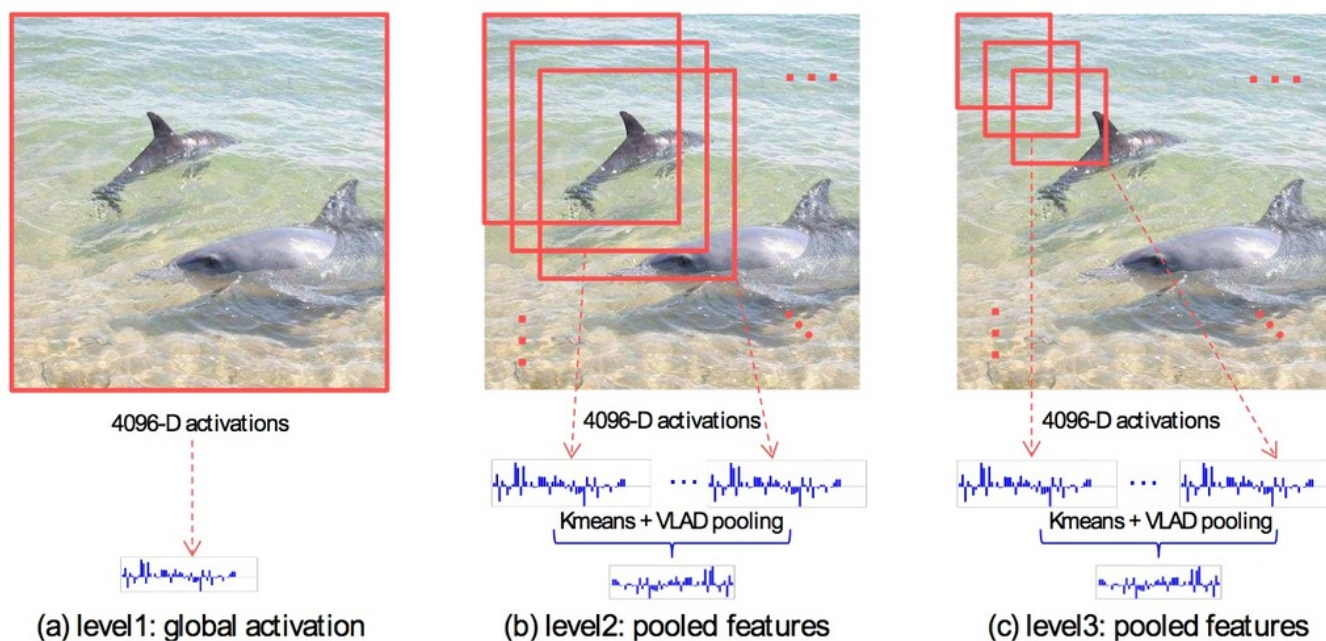 4096-D activations
(a) level1: global activation
4096-D activations
Kmeans + VLAD pooling
(b) level2: pooled features
4096-D activations
Kmeans + VLAD pooling
(c) level3: pooled features